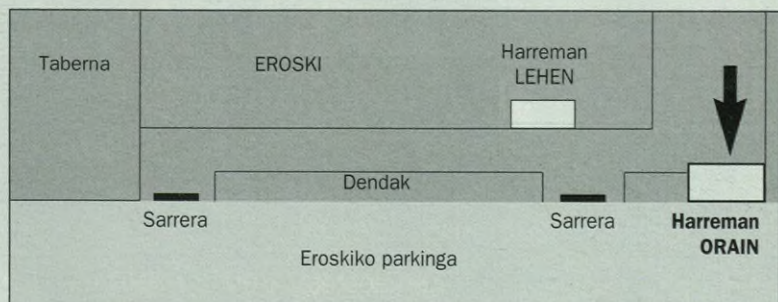 Taberna
EROSKI
Harreman
LEHEN
Dendak
Sarrera
Sarrera
Harreman
ORAIN
Eroskiko parkinga